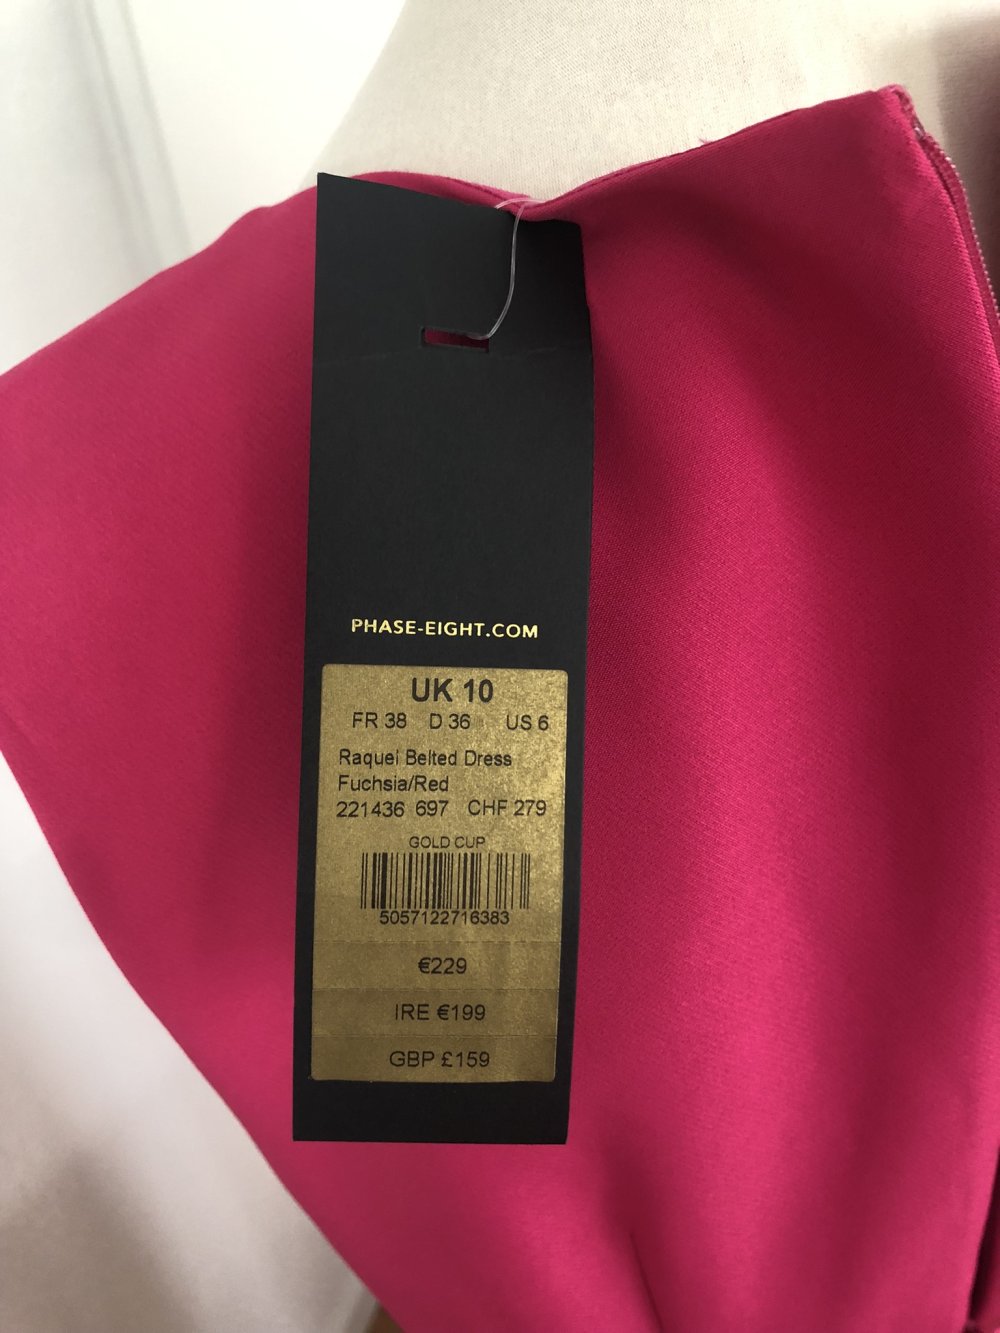 PHASE-EIGHT.COM
UK 10
FR 38 D 36 US 6
Raquel Belted Dress
Fuchsia/Red
221436 697 CHF 279
GOLD CUP
5057122716383
€229
IRE €199
GBP £159